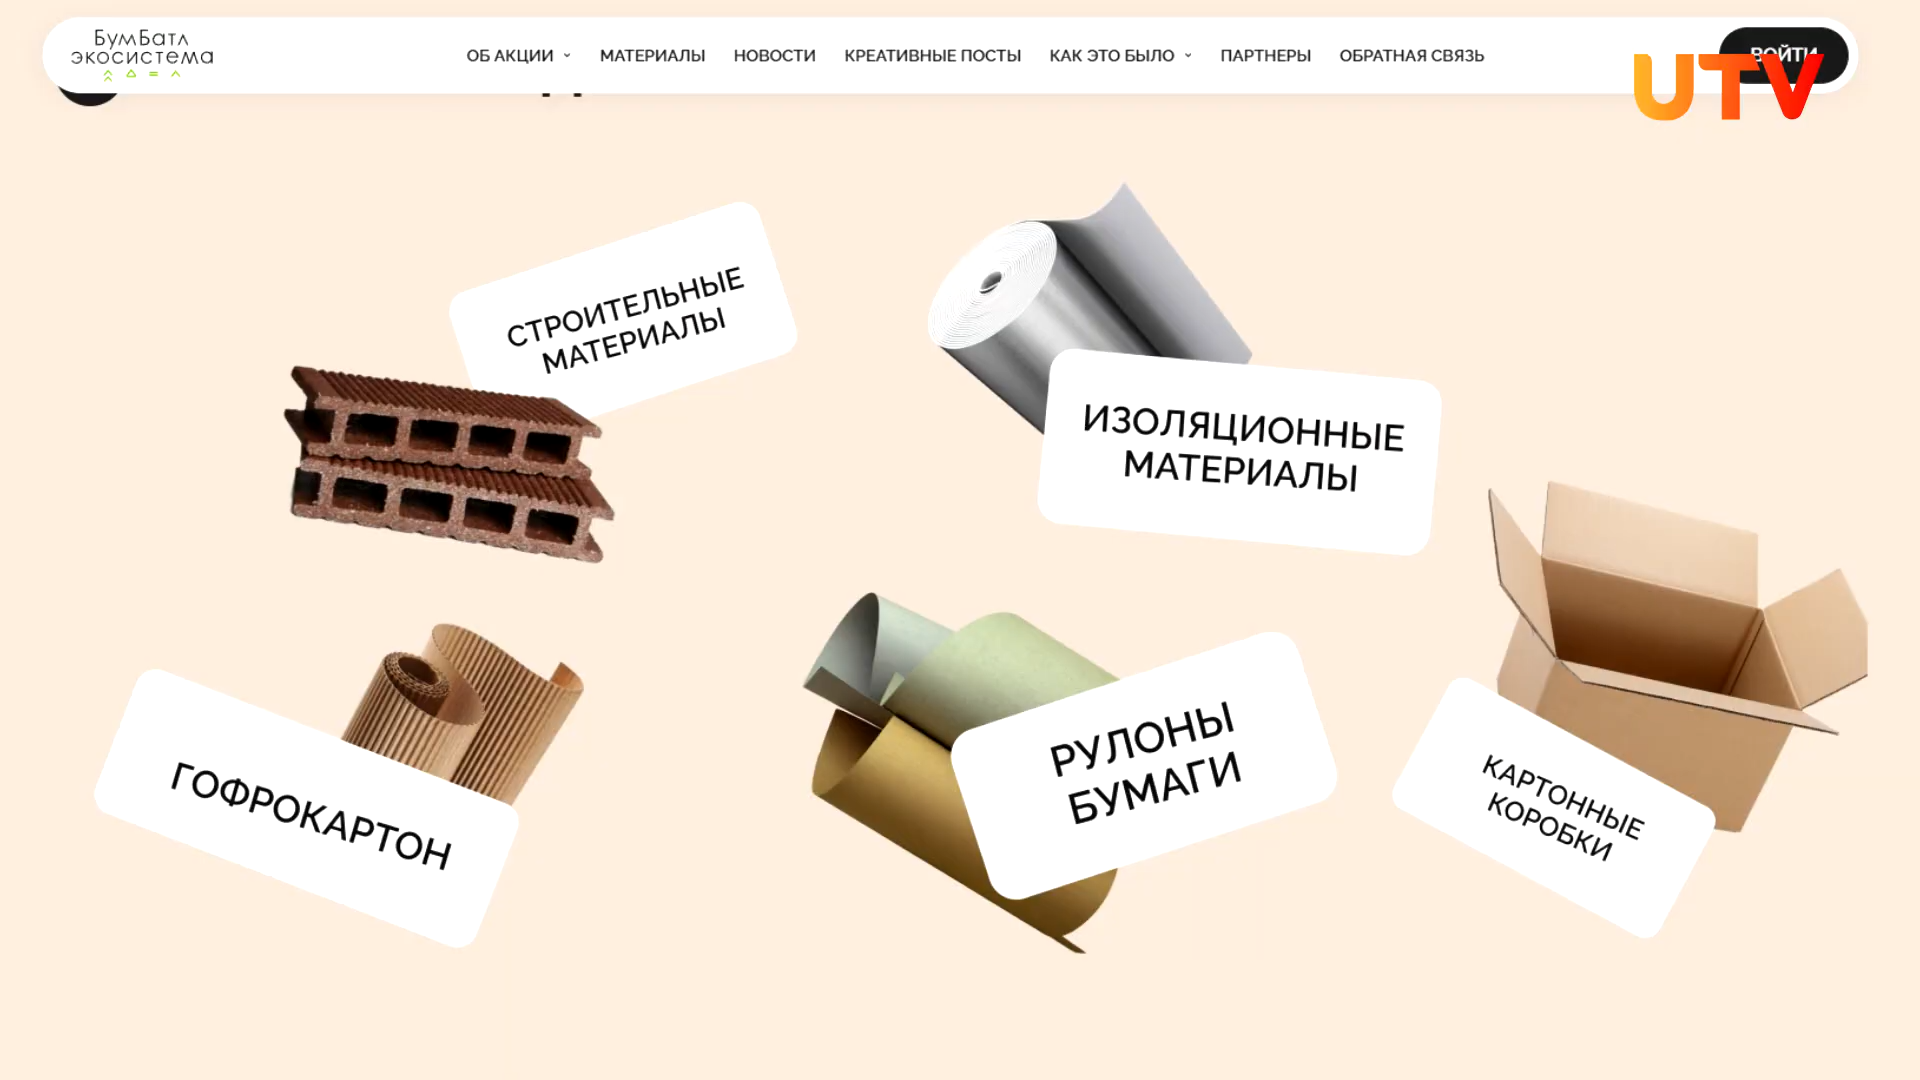 БумБатл
экосистема
ОБ АКЦИИ
МАТЕРИАЛЫ
НОВОСТИ
КРЕАТИВНЫЕ ПОСТЫ
КАК ЭТО БЫЛО
ПАРТНЕРЫ
ОБРАТНАЯ СВЯЗЬ
ВОЙТИ
UTV
СТРОИТЕЛЬНЫЕ
МАТЕРИАЛЫ
ИЗОЛЯЦИОННЫЕ
МАТЕРИАЛЫ
ГОФРОКАРТОН
РУЛОНЫ
БУМАГИ
КАРТОННЫЕ
КОРОБКИ